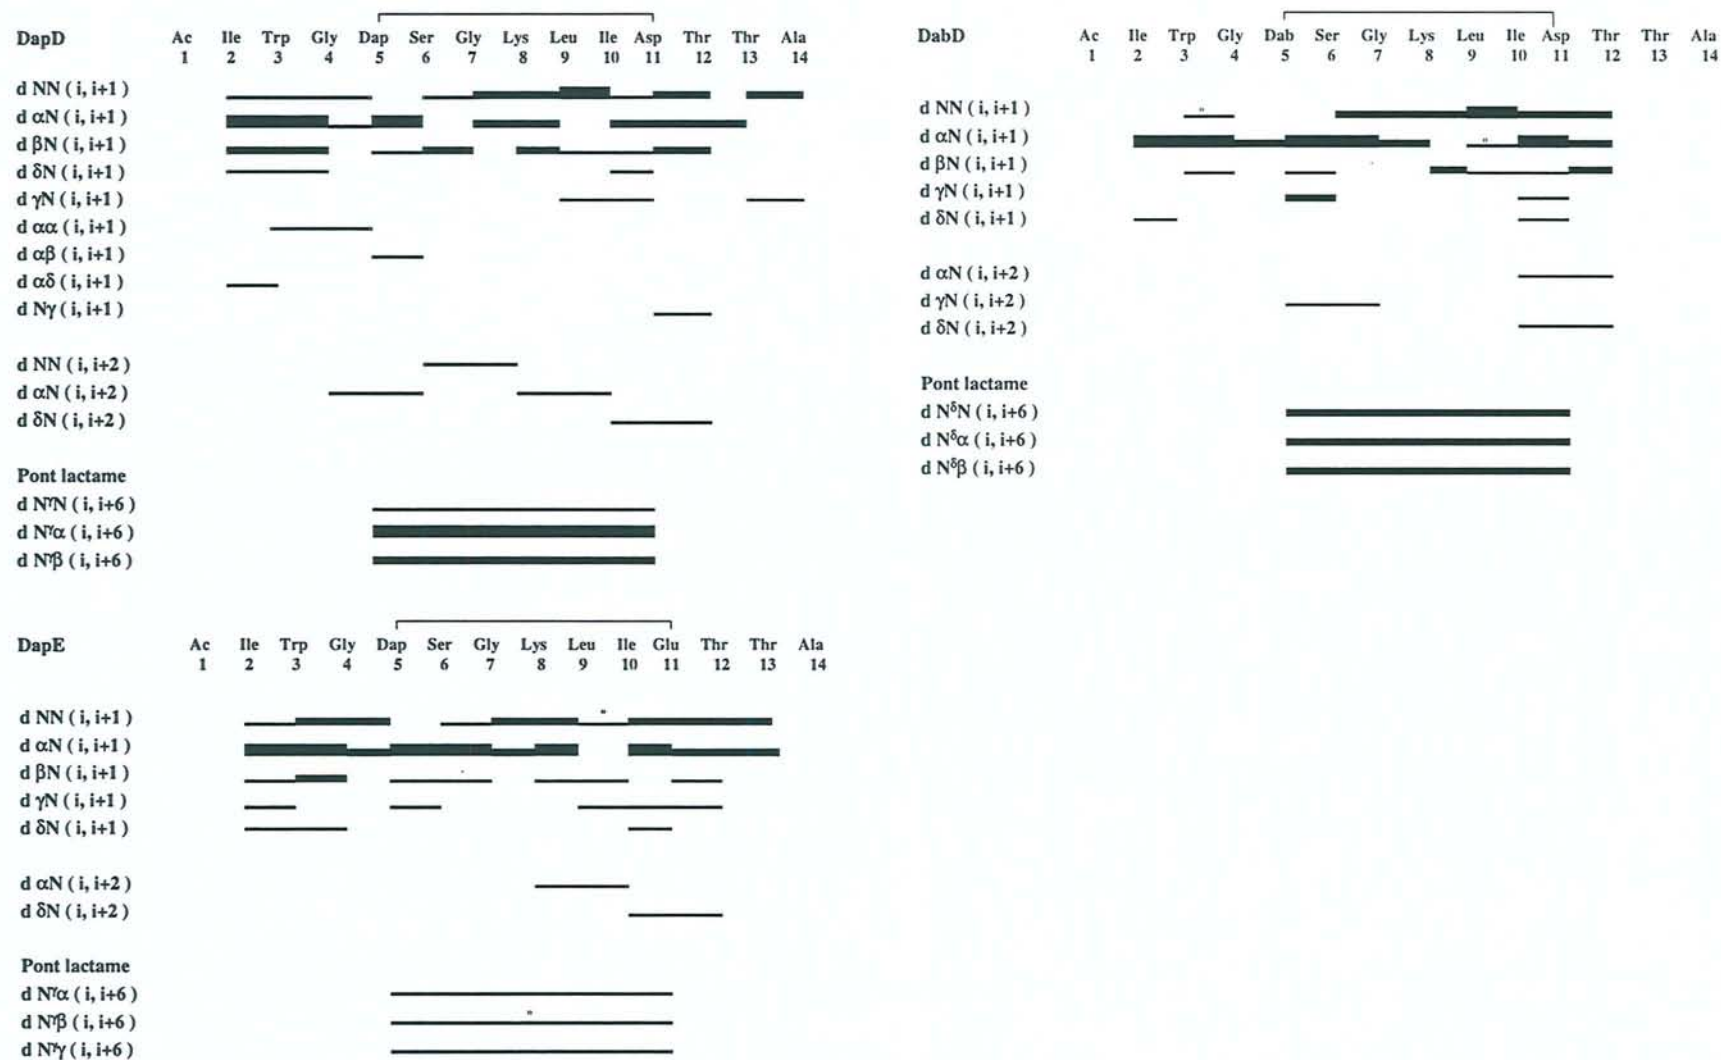 DapD Ac Ile Trp Gly Dap Ser Gly Lys Leu Ile Asp Thr Thr Ala
1 2 3 4 5 6 7 8 9 10 11 12 13 14
d NN ( i, i+1 )
d αN ( i, i+1 )
d βN ( i, i+1 )
d δN ( i, i+1 )
d γN ( i, i+1 )
d αα ( i, i+1 )
d αβ ( i, i+1 )
d αδ ( i, i+1 )
d Nγ ( i, i+1 )
d NN ( i, i+2 )
d αN ( i, i+2 )
d δN ( i, i+2 )
Pont lactame
d NᵞN ( i, i+6 )
d Nᵞα ( i, i+6 )
d Nᵞβ ( i, i+6 )
DapE Ac Ile Trp Gly Dap Ser Gly Lys Leu Ile Glu Thr Thr Ala
1 2 3 4 5 6 7 8 9 10 11 12 13 14
d NN ( i, i+1 )
d αN ( i, i+1 )
d βN ( i, i+1 )
d γN ( i, i+1 )
d δN ( i, i+1 )
d αN ( i, i+2 )
d δN ( i, i+2 )
Pont lactame
d Nᵞα ( i, i+6 )
d Nᵞβ ( i, i+6 )
d Nᵞγ ( i, i+6 )
DabD Ac Ile Trp Gly Dab Ser Gly Lys Leu Ile Asp Thr Thr Ala
1 2 3 4 5 6 7 8 9 10 11 12 13 14
d NN ( i, i+1 )
d αN ( i, i+1 )
d βN ( i, i+1 )
d γN ( i, i+1 )
d δN ( i, i+1 )
d αN ( i, i+2 )
d γN ( i, i+2 )
d δN ( i, i+2 )
Pont lactame
d NᵟN ( i, i+6 )
d Nᵟα ( i, i+6 )
d Nᵟβ ( i, i+6 )